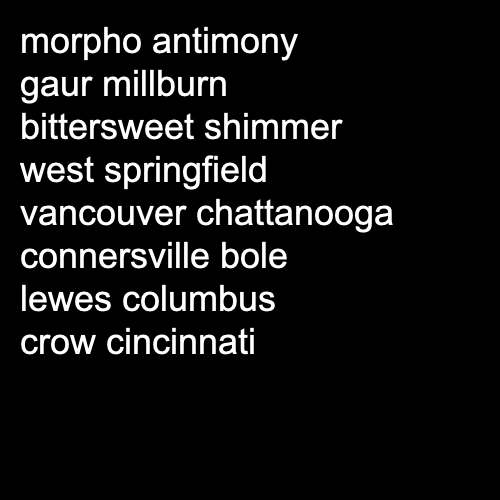 morpho antimony
gaur millburn
bittersweet shimmer
west springfield
vancouver chattanooga
connersville bole
lewes columbus
crow cincinnati